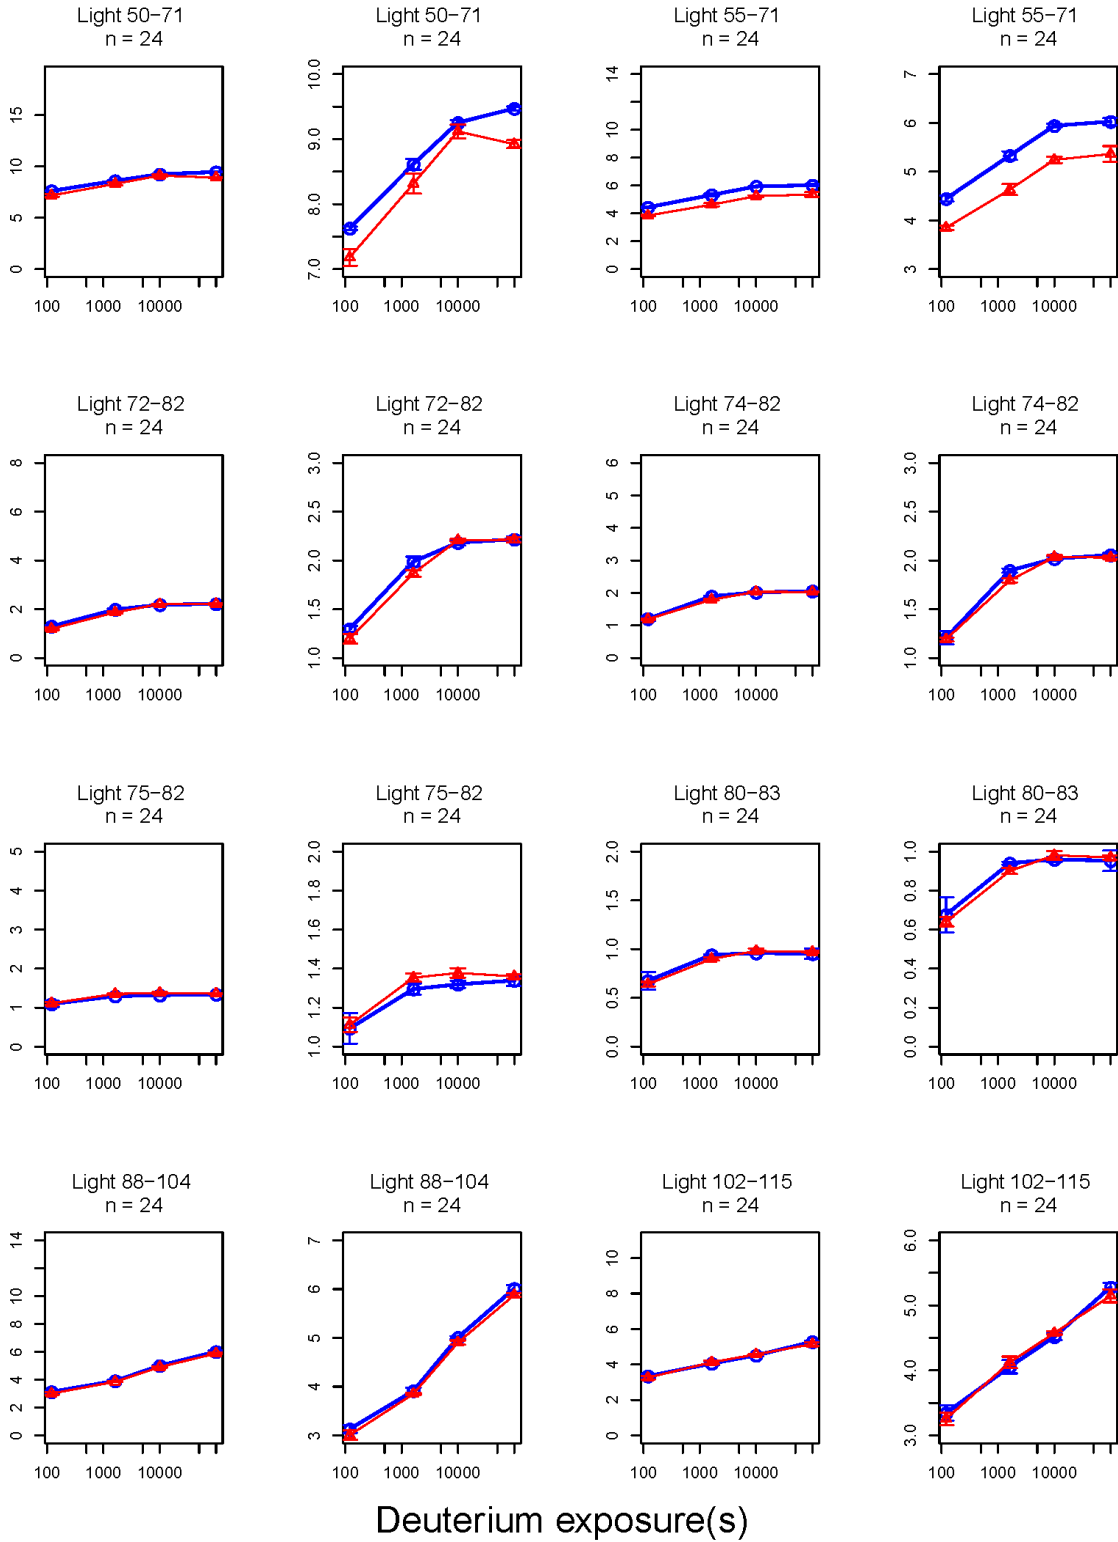 Light 50−71
n = 24
Light 50−71
n = 24
Light 55−71
n = 24
Light 55−71
n = 24
15
10
5
0
100 1000 10000
10.0
9.0
8.0
7.0
100 1000 10000
14
10
8
6
4
2
0
100 1000 10000
7
6
5
4
3
100 1000 10000
Light 72−82
n = 24
Light 72−82
n = 24
Light 74−82
n = 24
Light 74−82
n = 24
8
6
4
2
0
100 1000 10000
3.0
2.5
2.0
1.5
1.0
100 1000 10000
6
5
4
3
2
1
0
100 1000 10000
3.0
2.5
2.0
1.5
1.0
100 1000 10000
Light 75−82
n = 24
Light 75−82
n = 24
Light 80−83
n = 24
Light 80−83
n = 24
5
4
3
2
1
0
100 1000 10000
2.0
1.8
1.6
1.4
1.2
1.0
100 1000 10000
2.0
1.5
1.0
0.5
0.0
100 1000 10000
1.0
0.8
0.6
0.4
0.2
0.0
100 1000 10000
Light 88−104
n = 24
Light 88−104
n = 24
Light 102−115
n = 24
Light 102−115
n = 24
14
10
8
6
4
2
0
100 1000 10000
7
6
5
4
3
100 1000 10000
10
8
6
4
2
0
100 1000 10000
6.0
5.0
4.0
3.0
100 1000 10000
Deuterium exposure(s)